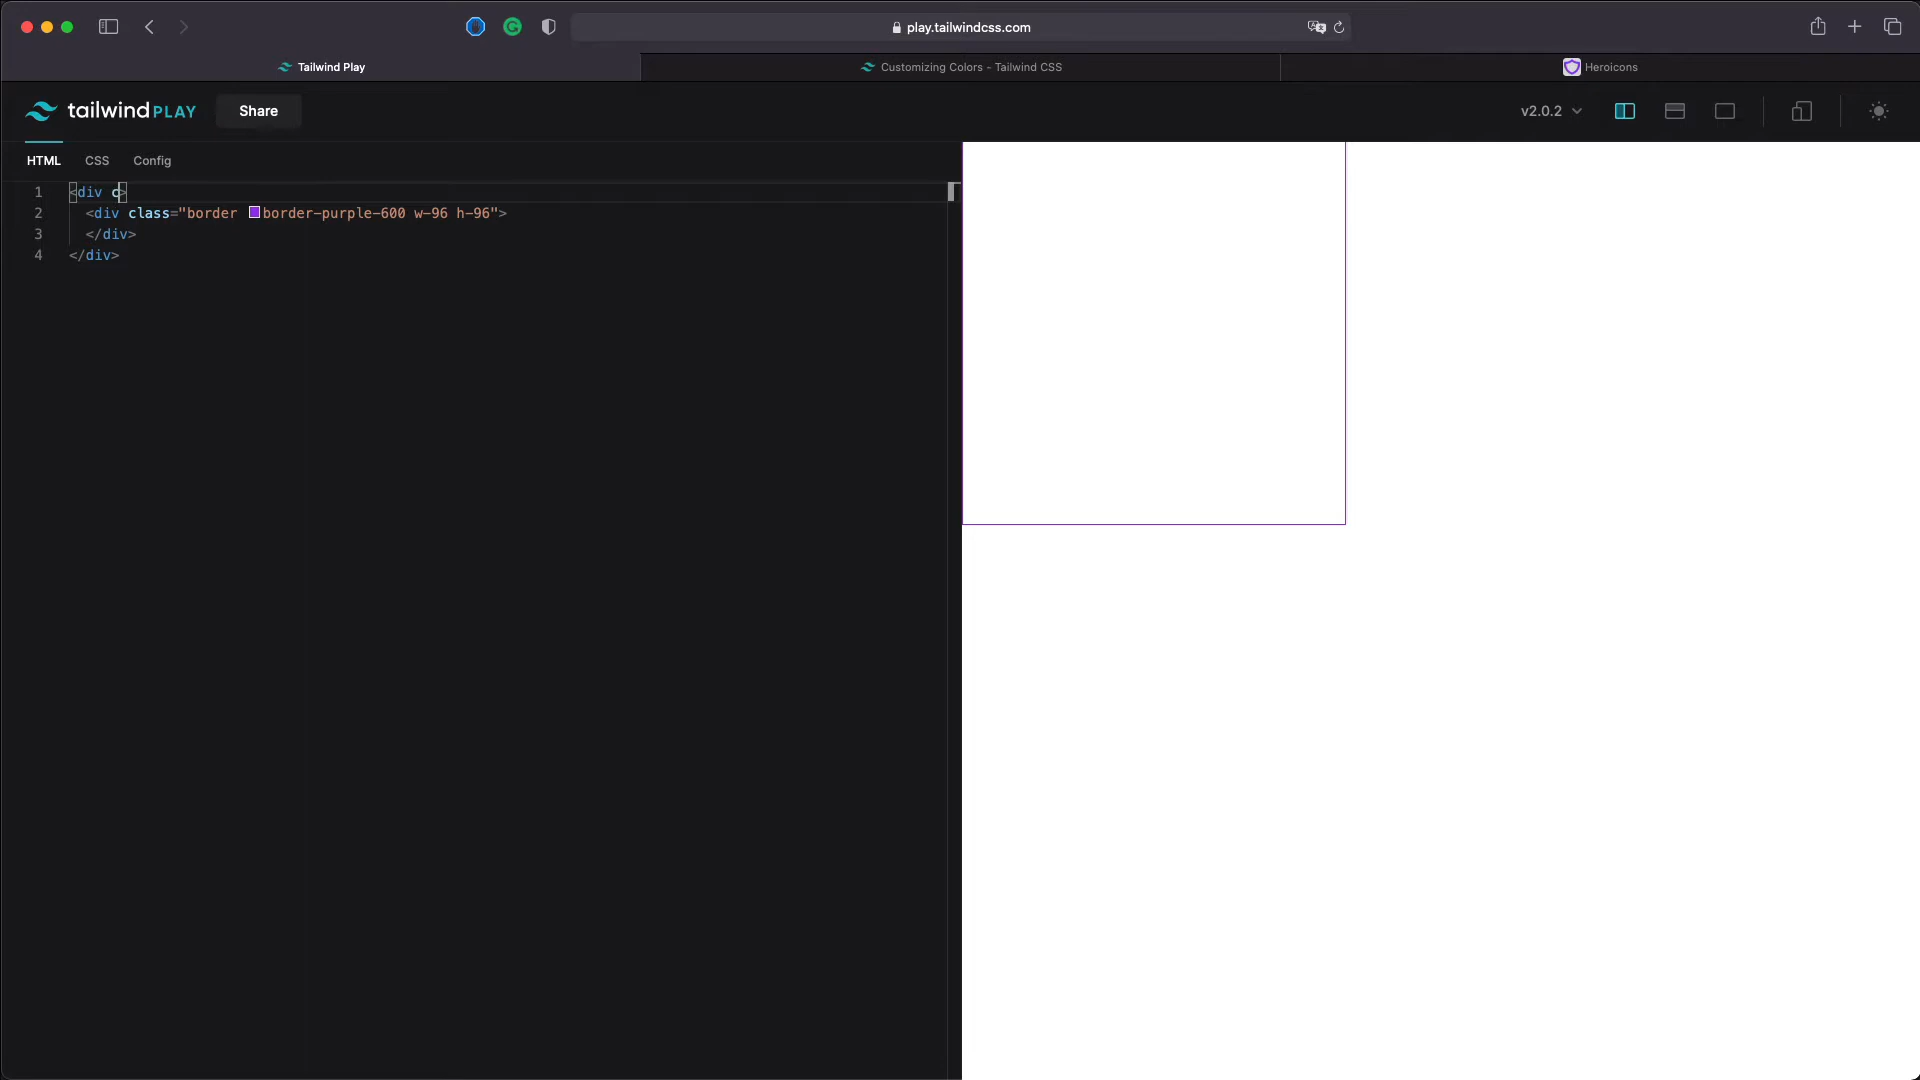 play.tailwindcss.com
Tailwind Play
Customizing Colors - Tailwind CSS
Heroicons
tailwind PLAY
Share
v2.0.2
HTML
CSS
Config
1 <div c>
2 <div class="border border-purple-600 w-96 h-96">
3 </div>
4 </div>